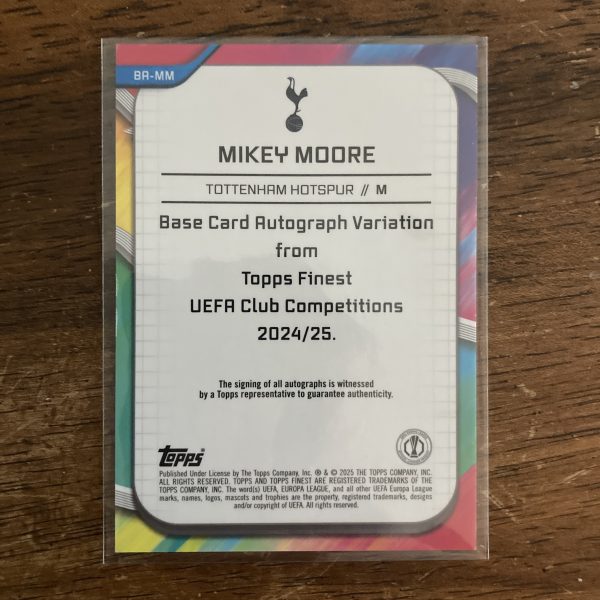 BA-MM
MIKEY MOORE
TOTTENHAM HOTSPUR // M
Base Card Autograph Variation
from
Topps Finest
UEFA Club Competitions
2024/25.
The signing of all autographs is witnessed
by a Topps representative to guarantee authenticity.
Topps
Published Under License by The Topps Company, Inc. ® & © 2025 THE TOPPS COMPANY, INC.
ALL RIGHTS RESERVED. TOPPS AND TOPPS FINEST ARE REGISTERED TRADEMARKS OF THE
TOPPS COMPANY, INC. The word(s) UEFA, EUROPA LEAGUE, and all other UEFA Europa League
marks, names, logos, mascots and trophies are the property, registered trademarks, designs
and/or copyright of UEFA. All rights reserved.